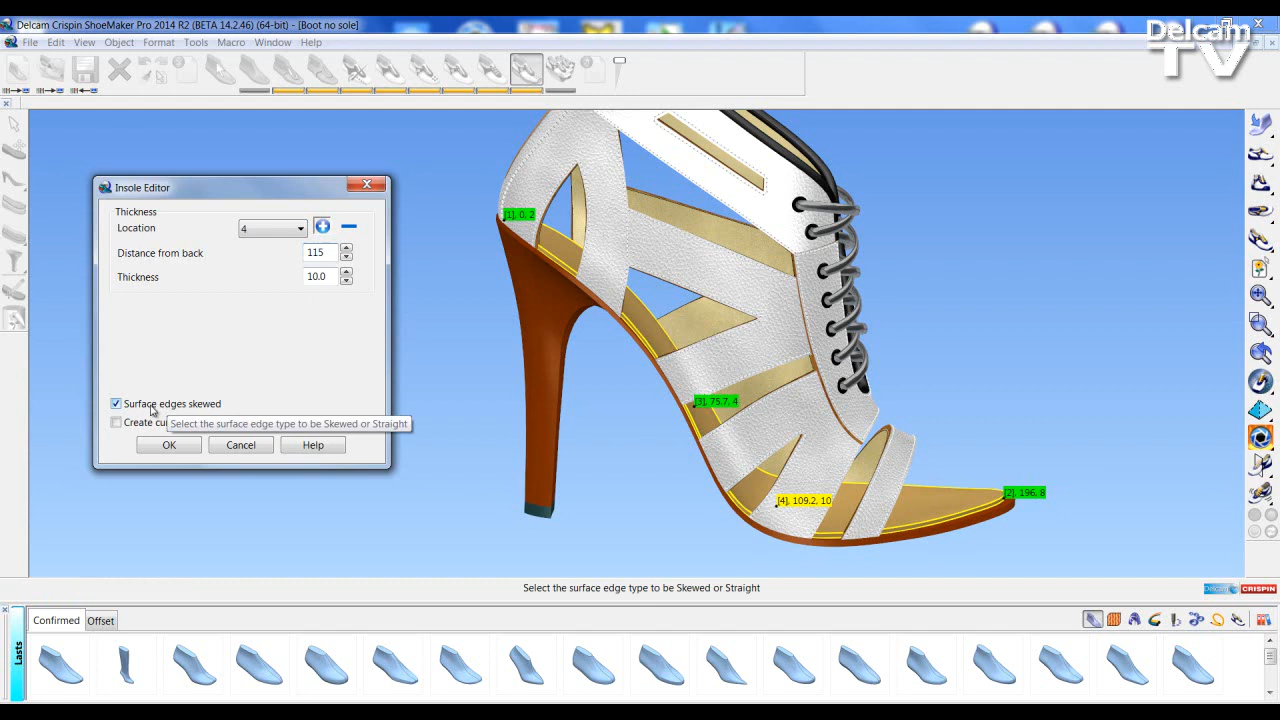 Delcam Crispin ShoeMaker Pro 2014 R2 (BETA 14.2.46) (64-bit) - [Boot no sole]
File Edit View Object Format Tools Macro Window Help
Delcam
TV
Insole Editor
Thickness
Location 4
Distance from back 115
Thickness 10.0
Surface edges skewed
Create cu
Select the surface edge type to be Skewed or Straight
OK Cancel Help
[1], 0, 2
[3], 75.7, 4
[4], 109.2, 10
[2], 196, 8
Select the surface edge type to be Skewed or Straight
Delcam CRISPIN
Confirmed Offset
Lasts